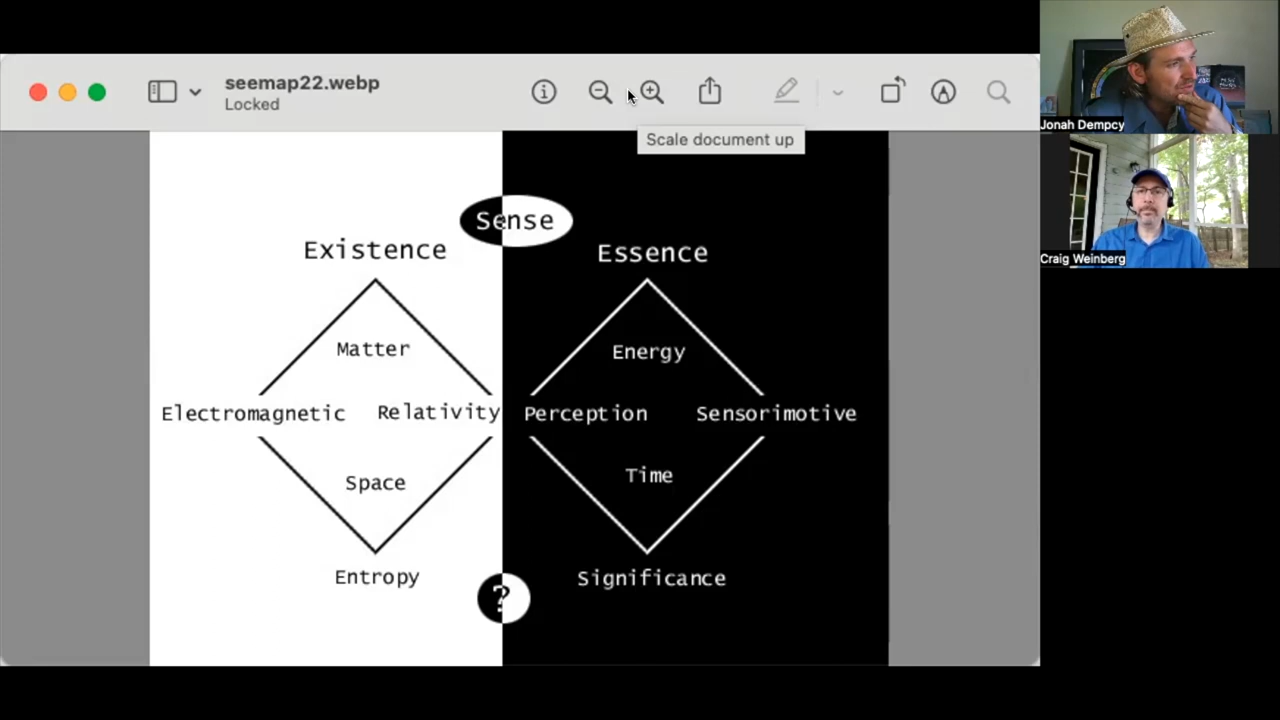 seemap22.webp
Locked
Scale document up
Jonah Dempcy
Craig Weinberg
Sense
Existence
Essence
Matter
Energy
Electromagnetic
Relativity
Perception
Sensorimotive
Space
Time
Entropy
Significance
?